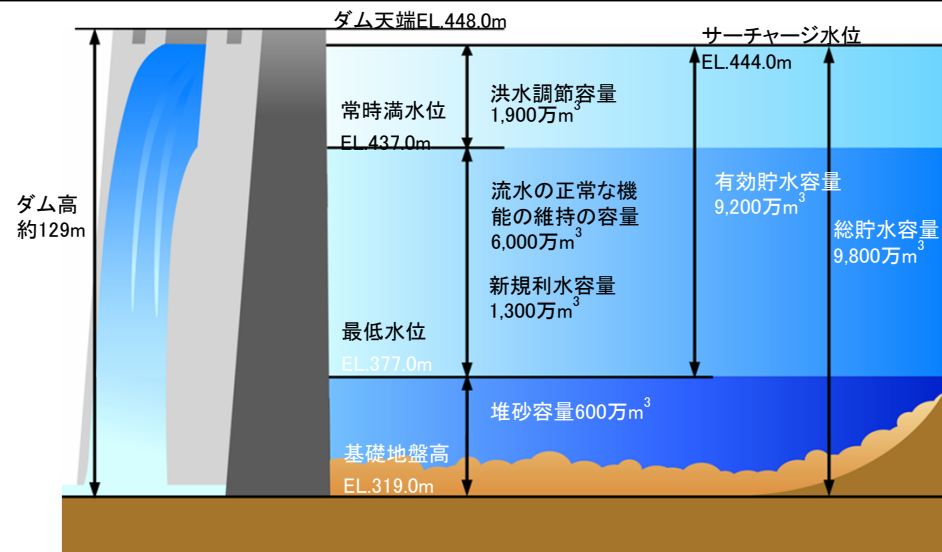 ダム天端EL.448.0m
サーチャージ水位
EL.444.0m
洪水調節容量
1,900万m³
常時満水位
EL.437.0m
ダム高
約129m
流水の正常な機
能の維持の容量
6,000万m³
新規利水容量
1,300万m³
有効貯水容量
9,200万m³
総貯水容量
9,800万m³
最低水位
EL.377.0m
堆砂容量600万m³
基礎地盤高
EL.319.0m